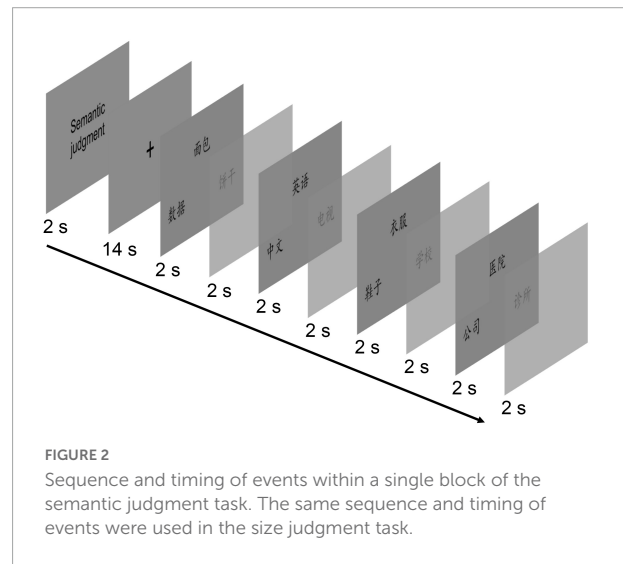 Semantic
judgment
+
面包
数据
饼干
英语
中文
电视
衣服
鞋子
学校
医院
公司
诊所
2 s
14 s
2 s
2 s
2 s
2 s
2 s
2 s
2 s
2 s
FIGURE 2
Sequence and timing of events within a single block of the
semantic judgment task. The same sequence and timing of
events were used in the size judgment task.